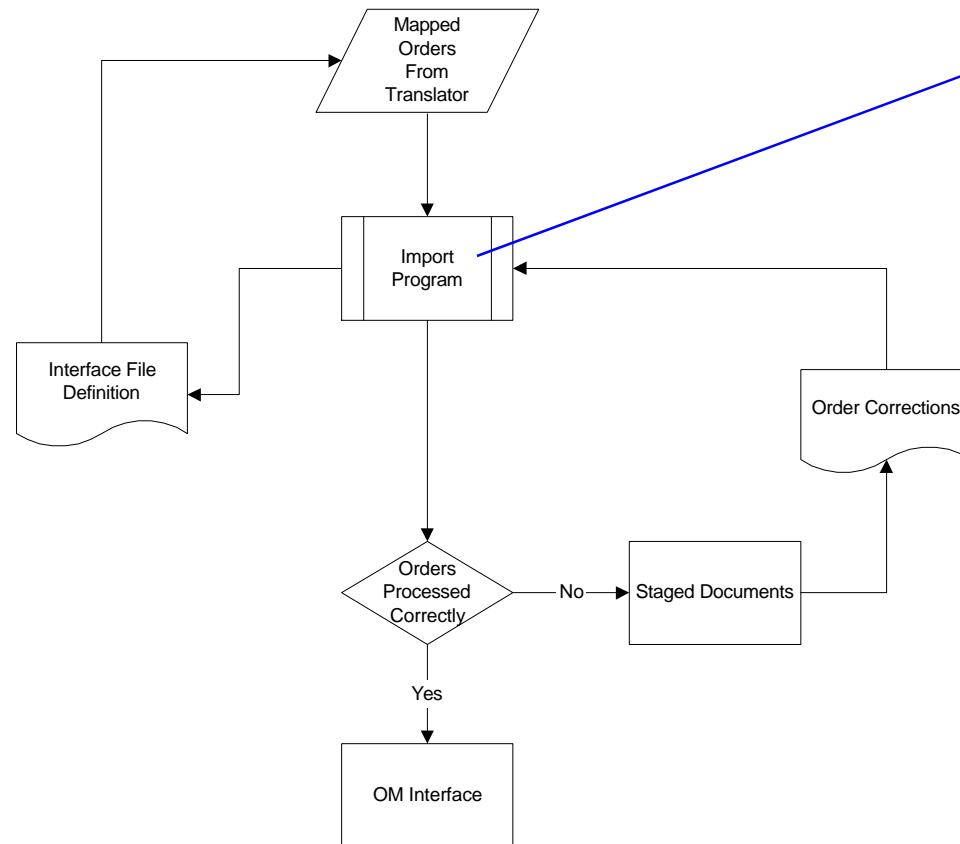 Mapped
Orders
From
Translator
Import
Program
Interface File
Definition
Order Corrections
Orders
Processed
Correctly
No
Staged Documents
Yes
OM Interface